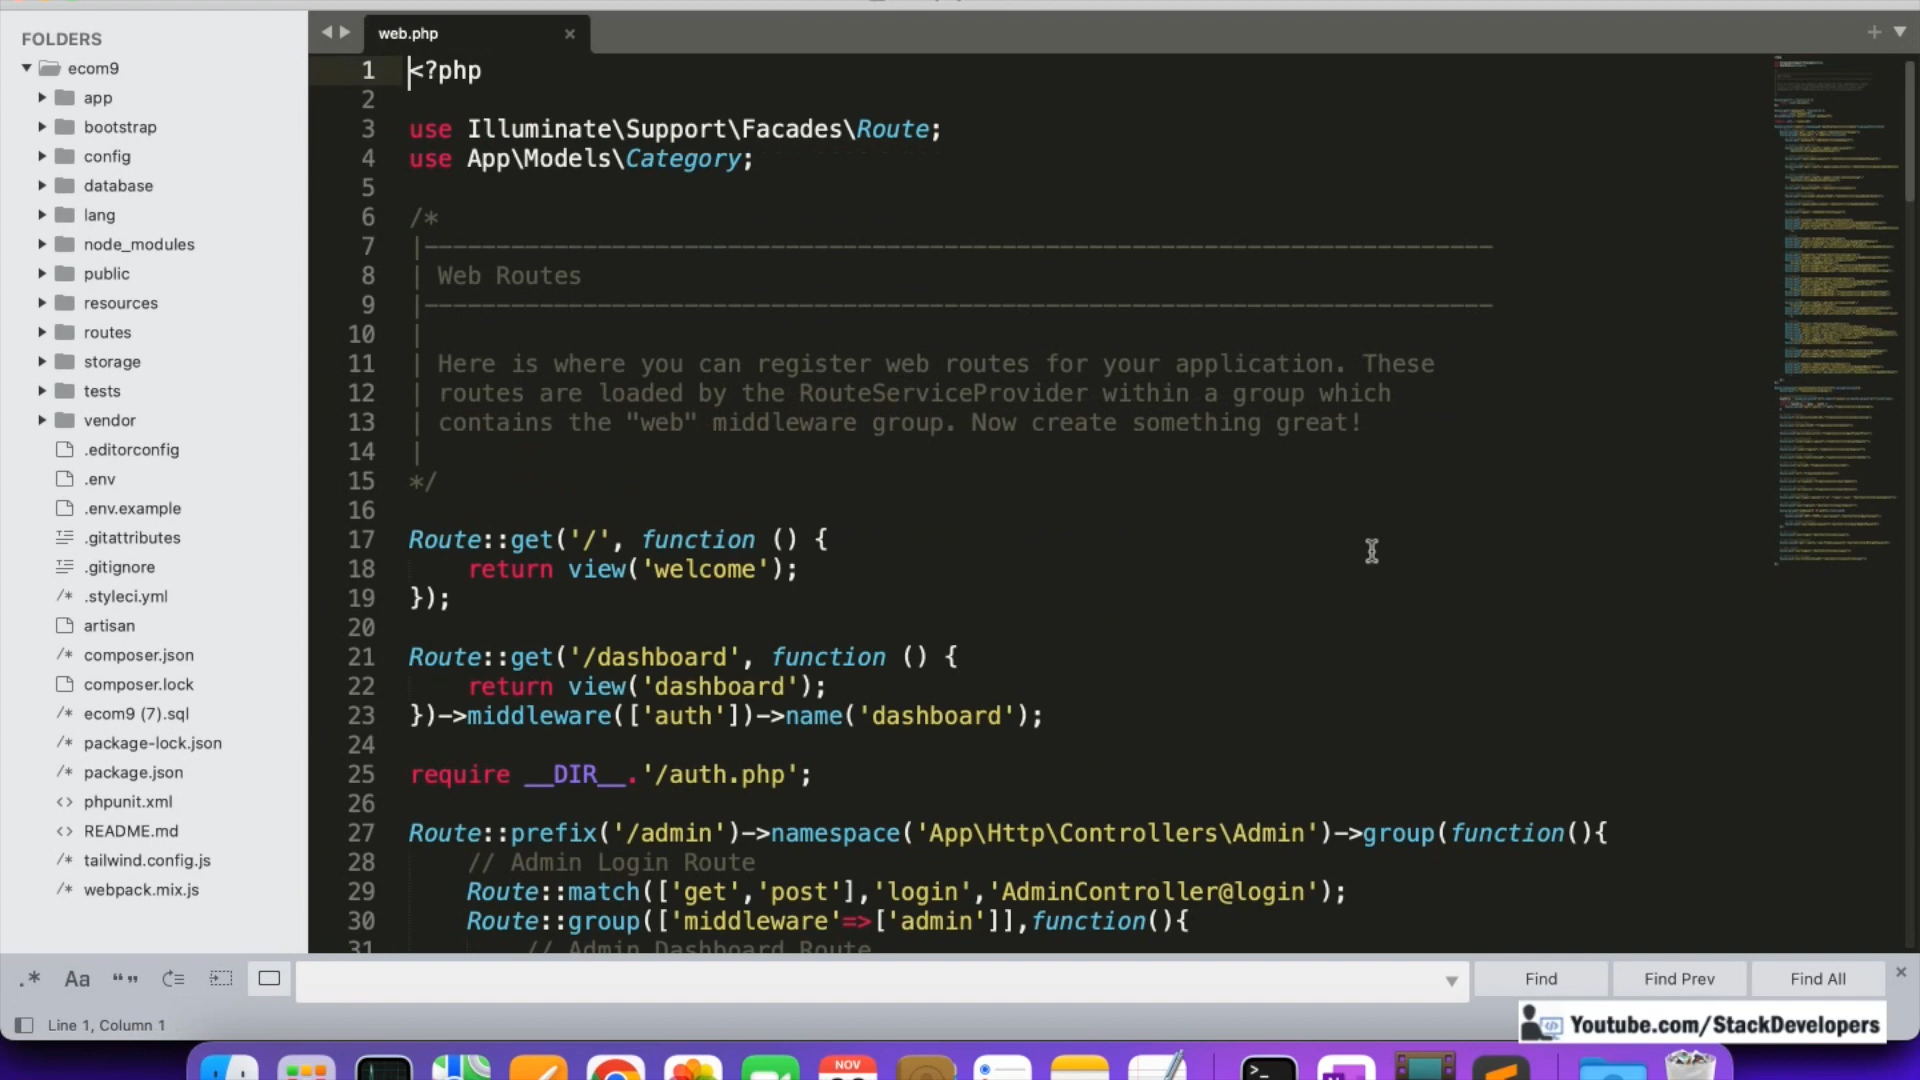 FOLDERS
ecom9
app
bootstrap
config
database
lang
node_modules
public
resources
routes
storage
tests
vendor
.editorconfig
.env
.env.example
.gitattributes
.gitignore
.styleci.yml
artisan
composer.json
composer.lock
ecom9 (7).sql
package-lock.json
package.json
phpunit.xml
README.md
tailwind.config.js
webpack.mix.js
web.php
1 <?php
2
3 use Illuminate\Support\Facades\Route;
4 use App\Models\Category;
5
6 /*
7 |--------------------------------------------------------------------------
8 | Web Routes
9 |--------------------------------------------------------------------------
10 |
11 | Here is where you can register web routes for your application. These
12 | routes are loaded by the RouteServiceProvider within a group which
13 | contains the "web" middleware group. Now create something great!
14 |
15 */
16
17 Route::get('/', function () {
18 return view('welcome');
19 });
20
21 Route::get('/dashboard', function () {
22 return view('dashboard');
23 })->middleware(['auth'])->name('dashboard');
24
25 require __DIR__.'/auth.php';
26
27 Route::prefix('/admin')->namespace('App\Http\Controllers\Admin')->group(function(){
28 // Admin Login Route
29 Route::match(['get','post'],'login','AdminController@login');
30 Route::group(['middleware'=>['admin']],function(){
31 // Admin Dashboard Route
.* Aa “” Find Find Prev Find All
Line 1, Column 1
Youtube.com/StackDevelopers
NOV